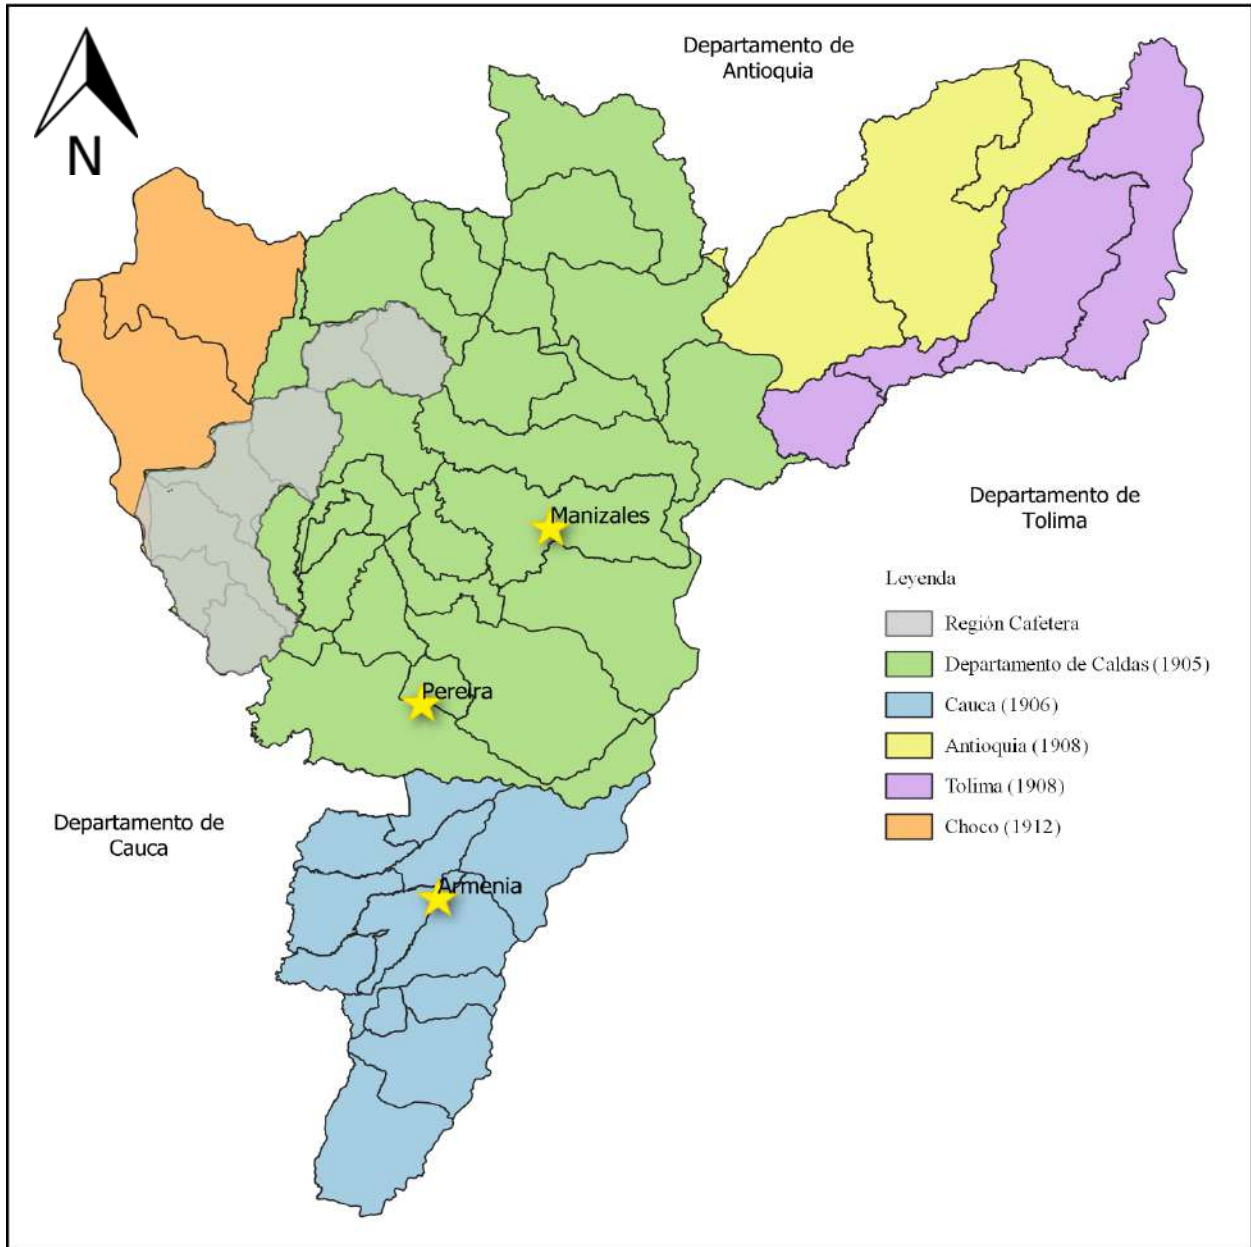 Departamento de
Antioquia
N
Manizales
Departamento de
Tolima
Pereira
Departamento de
Cauca
Armenia
Leyenda
Región Cafetera
Departamento de Caldas (1905)
Cauca (1906)
Antioquia (1908)
Tolima (1908)
Choco (1912)